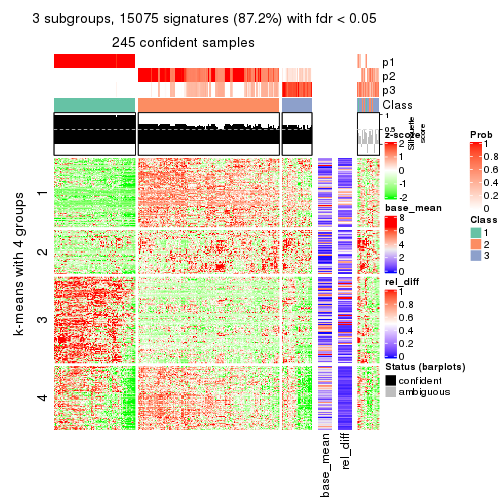 3 subgroups, 15075 signatures (87.2%) with fdr < 0.05
245 confident samples
p1
p2
p3
Class
1
0.5
0
Silhouette
score
k-means with 4 groups
1
2
3
4
base_mean
rel_diff
z-score
2
1
0
-1
-2
base_mean
8
6
4
2
0
rel_diff
1
0.8
0.6
0.4
0.2
0
Status (barplots)
confident
ambiguous
Prob
1
0.8
0.6
0.4
0.2
0
Class
1
2
3